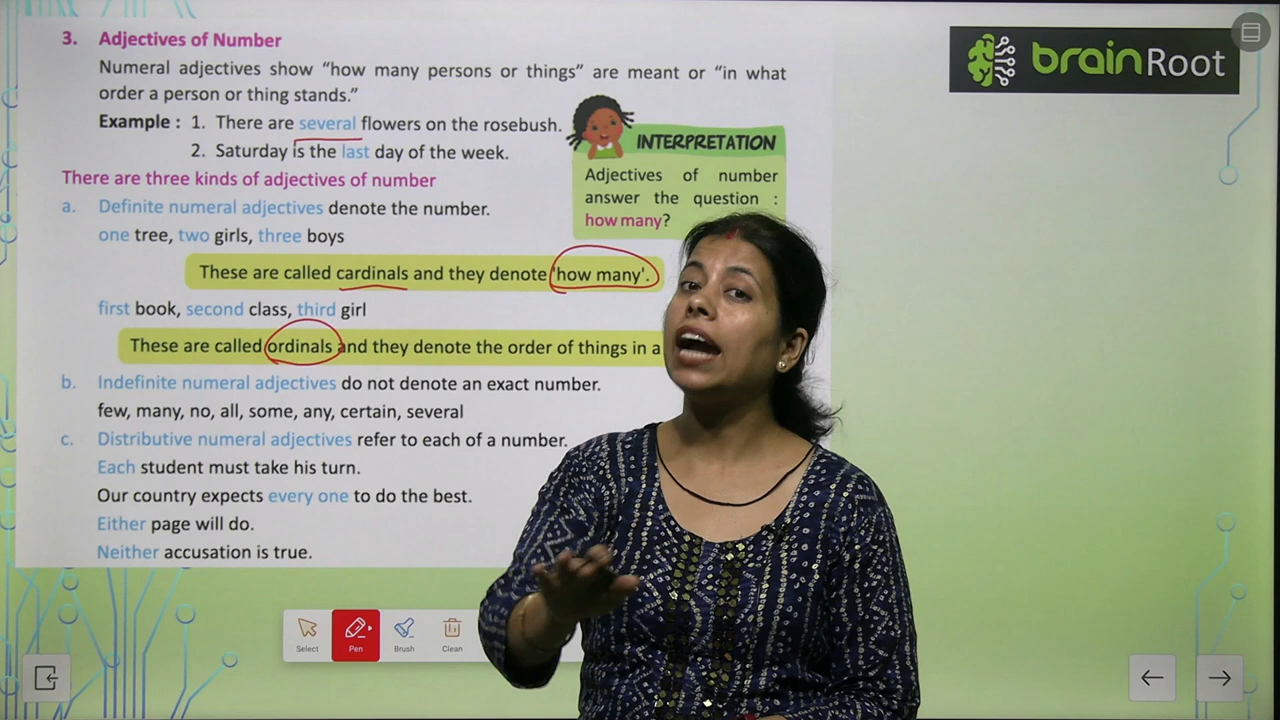 3. Adjectives of Number
Numeral adjectives show “how many persons or things” are meant or “in what
order a person or thing stands.”
Example : 1. There are several flowers on the rosebush.
2. Saturday is the last day of the week.
There are three kinds of adjectives of number
a. Definite numeral adjectives denote the number.
one tree, two girls, three boys
These are called cardinals and they denote 'how many'.
first book, second class, third girl
These are called ordinals and they denote the order of things in a
b. Indefinite numeral adjectives do not denote an exact number.
few, many, no, all, some, any, certain, several
c. Distributive numeral adjectives refer to each of a number.
Each student must take his turn.
Our country expects every one to do the best.
Either page will do.
Neither accusation is true.
INTERPRETATION
Adjectives of number
answer the question :
how many?
brainRoot
Select
Pen
Brush
Clean